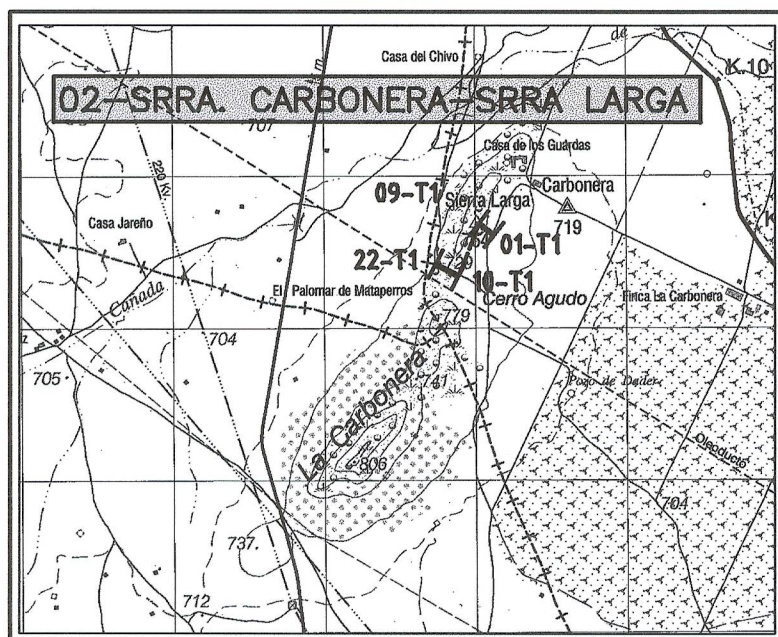 de
Casa del Chivo
K.10
02-SRRA. CARBONERA-SRRA LARGA
707
Casa de los Guardas
220 Kv.
Carbonera
09-T1
Sierra Larga
719
Casa Jareño
01-T1
22-T1
10-T1
El Palomar de Mataperros
Cerro Agudo
Finca La Carbonera
Cañada
779
704
741
705
Pozo de Dader
La Carbonera
Oleoducto
806
704
737
712